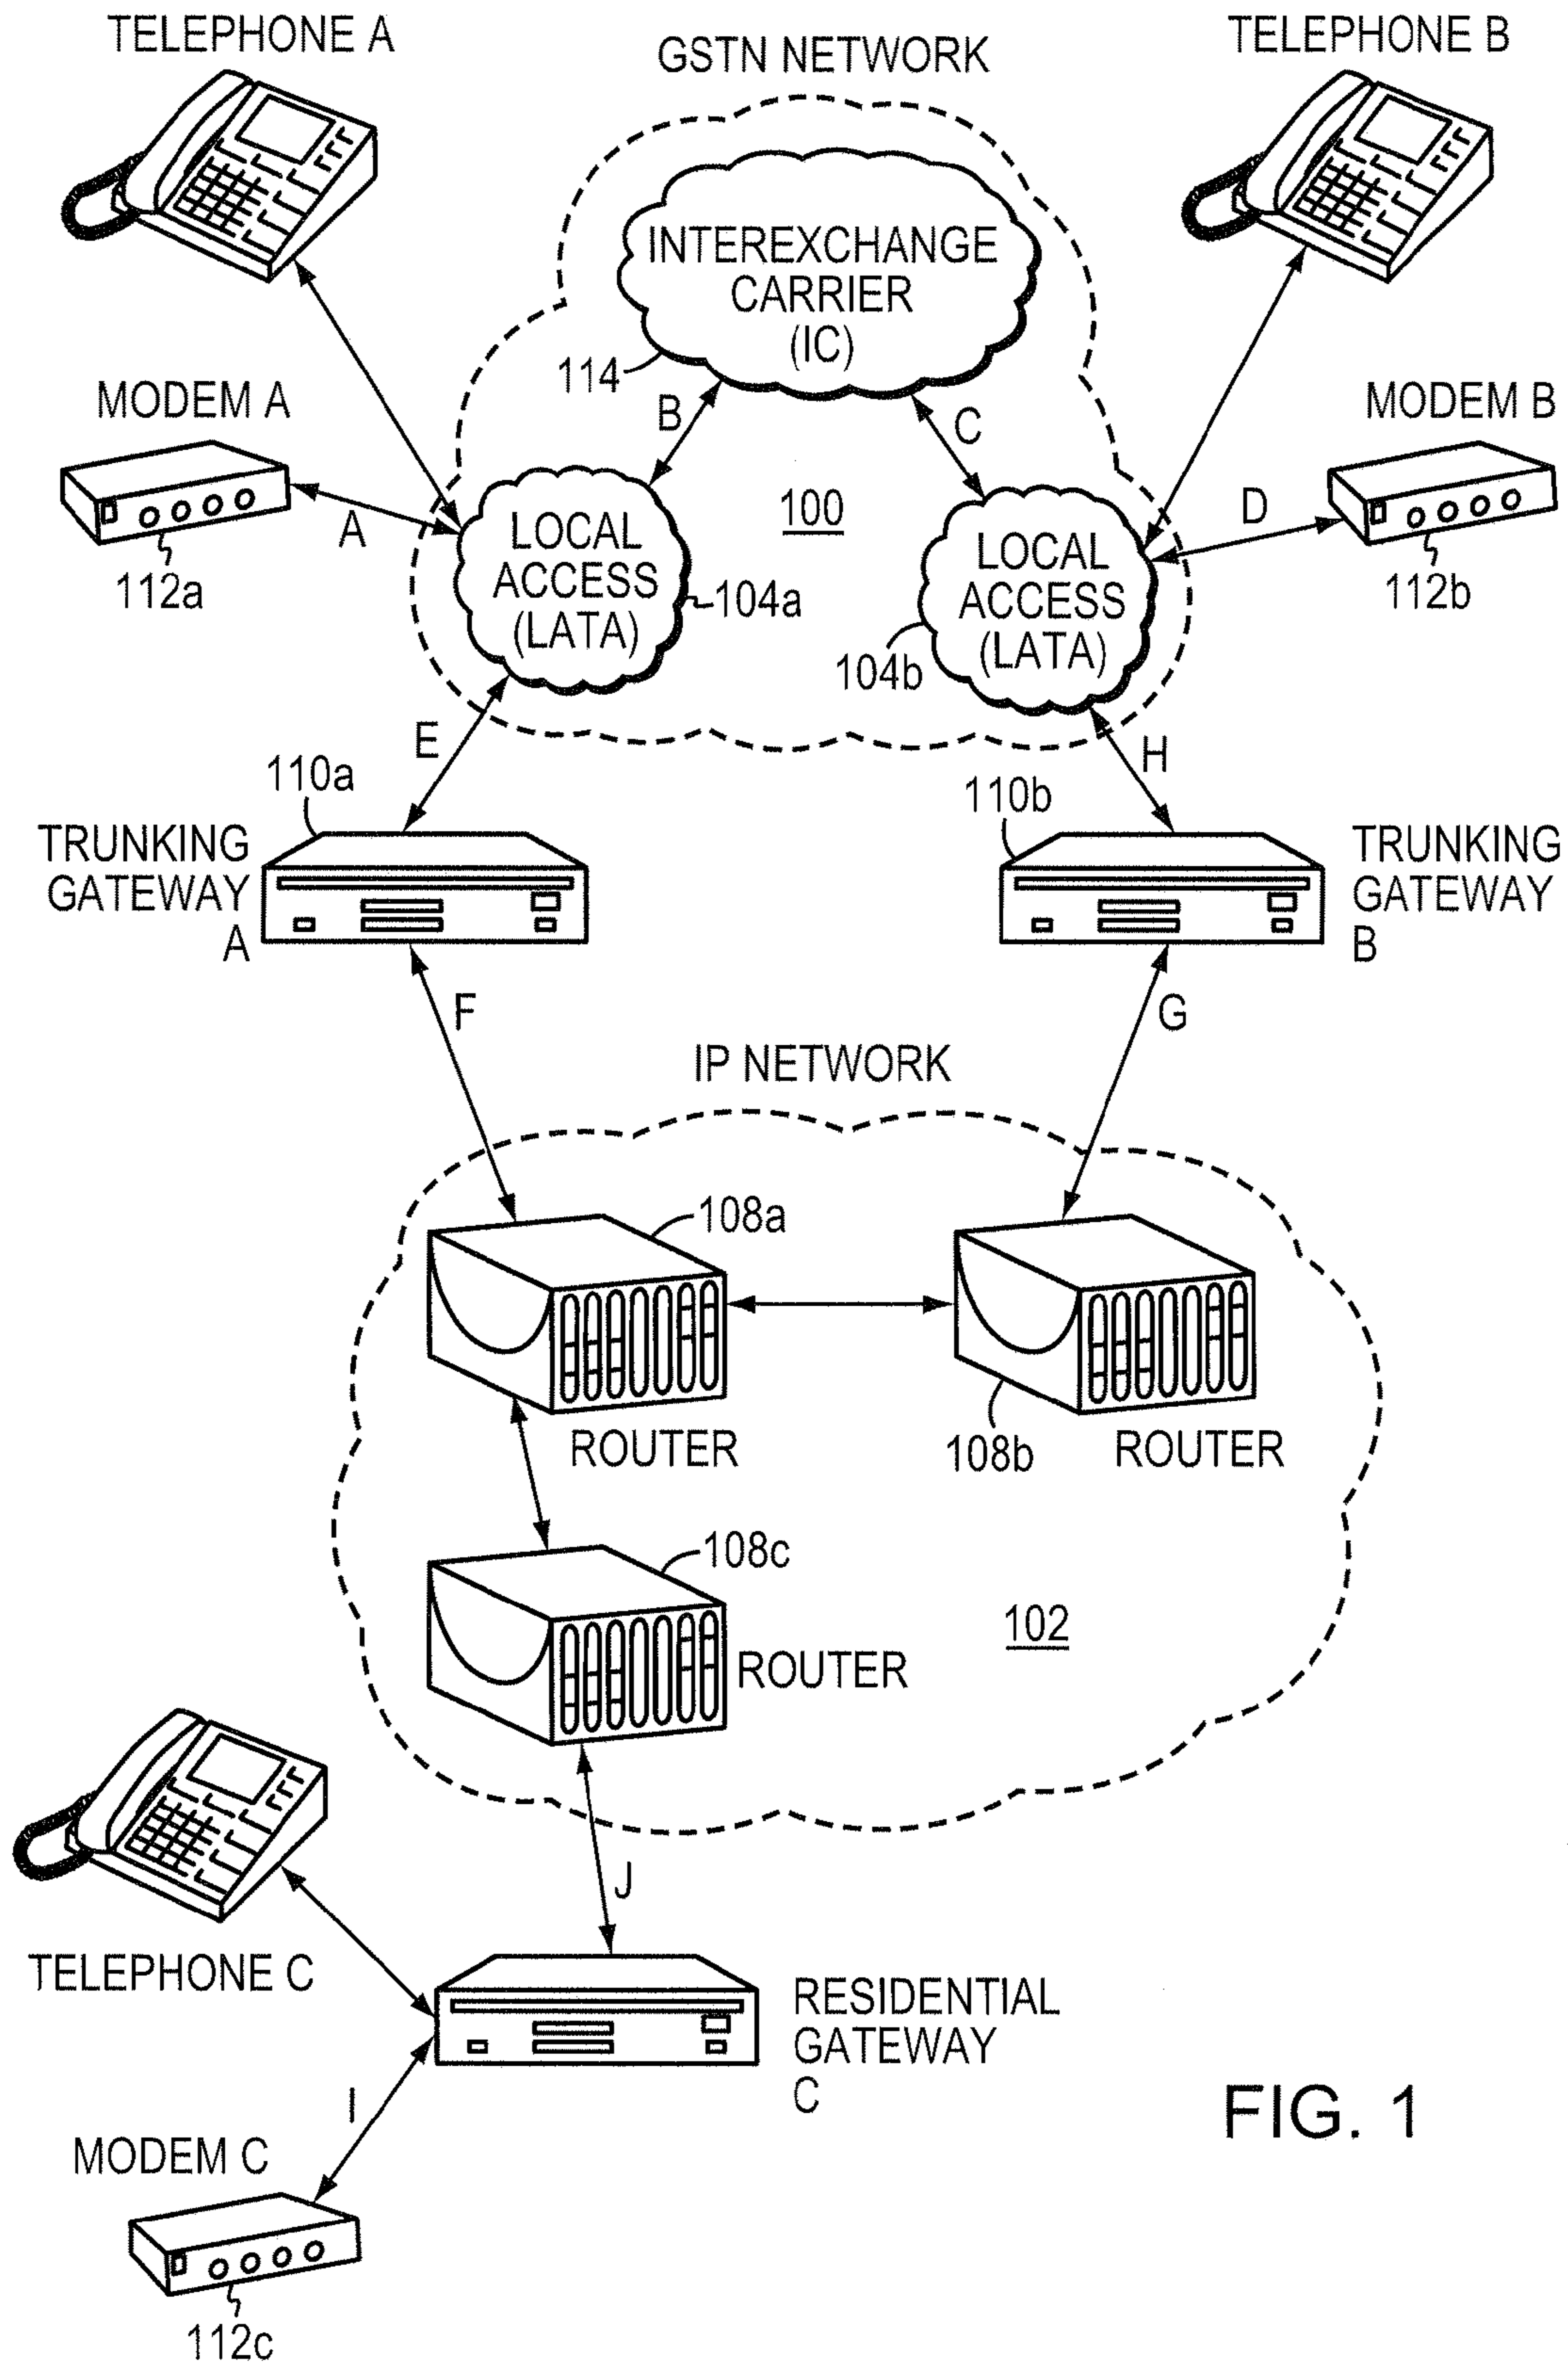 TELEPHONE A
GSTN NETWORK
TELEPHONE B
INTEREXCHANGE
CARRIER
(IC)
114
MODEM A
B
C
MODEM B
A
100
D
LOCAL
ACCESS
(LATA)
LOCAL
ACCESS
(LATA)
112a
104a
104b
112b
E
H
110a
110b
TRUNKING
GATEWAY
A
TRUNKING
GATEWAY
B
F
G
IP NETWORK
108a
ROUTER
108b
ROUTER
108c
102
ROUTER
J
TELEPHONE C
RESIDENTIAL
GATEWAY
C
I
FIG. 1
MODEM C
112c